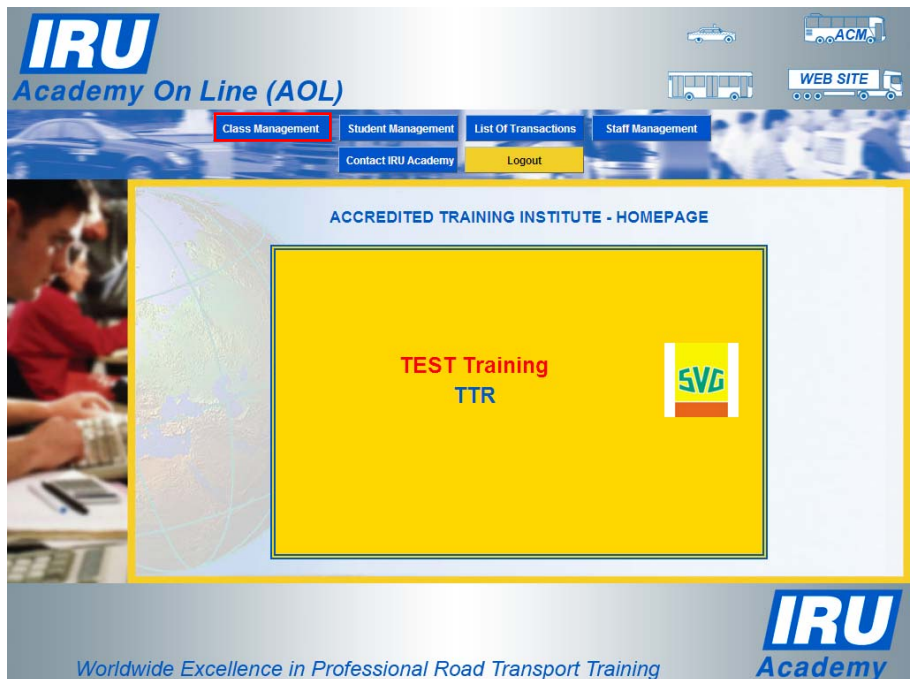 IRU
Academy On Line (AOL)
ACM
WEB SITE
Class Management
Student Management
List Of Transactions
Staff Management
Contact IRU Academy
Logout
ACCREDITED TRAINING INSTITUTE - HOMEPAGE
TEST Training
TTR
SVG
IRU
Academy
Worldwide Excellence in Professional Road Transport Training